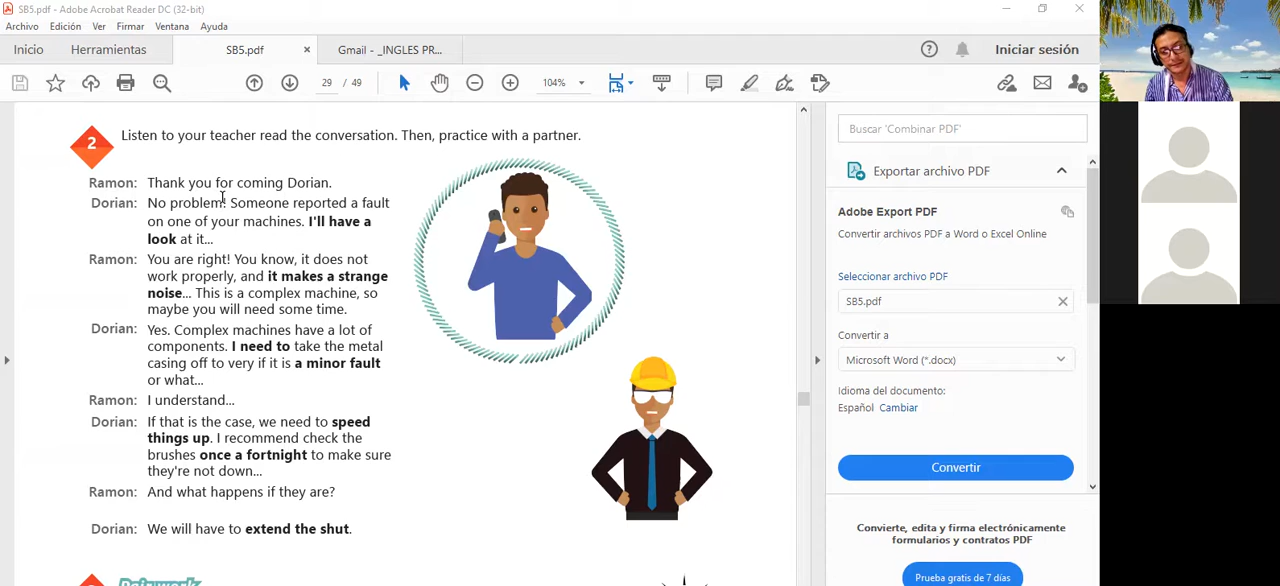 SB5.pdf - Adobe Acrobat Reader DC (32-bit)
Archivo Edición Ver Firmar Ventana Ayuda
Inicio Herramientas SB5.pdf × Gmail - _INGLES PR... Iniciar sesión
29 / 49 104%
2 Listen to your teacher read the conversation. Then, practice with a partner.
Ramon: Thank you for coming Dorian.
Dorian: No problem! Someone reported a fault
on one of your machines. I'll have a
look at it...
Ramon: You are right! You know, it does not
work properly, and it makes a strange
noise... This is a complex machine, so
maybe you will need some time.
Dorian: Yes. Complex machines have a lot of
components. I need to take the metal
casing off to very if it is a minor fault
or what...
Ramon: I understand...
Dorian: If that is the case, we need to speed
things up. I recommend check the
brushes once a fortnight to make sure
they're not down...
Ramon: And what happens if they are?
Dorian: We will have to extend the shut.
3 Pair work
Buscar 'Combinar PDF'
Exportar archivo PDF
Adobe Export PDF
Convertir archivos PDF a Word o Excel Online
Seleccionar archivo PDF
SB5.pdf
Convertir a
Microsoft Word (*.docx)
Idioma del documento:
Español Cambiar
Convertir
Convierte, edita y firma electrónicamente
formularios y contratos PDF
Prueba gratis de 7 días